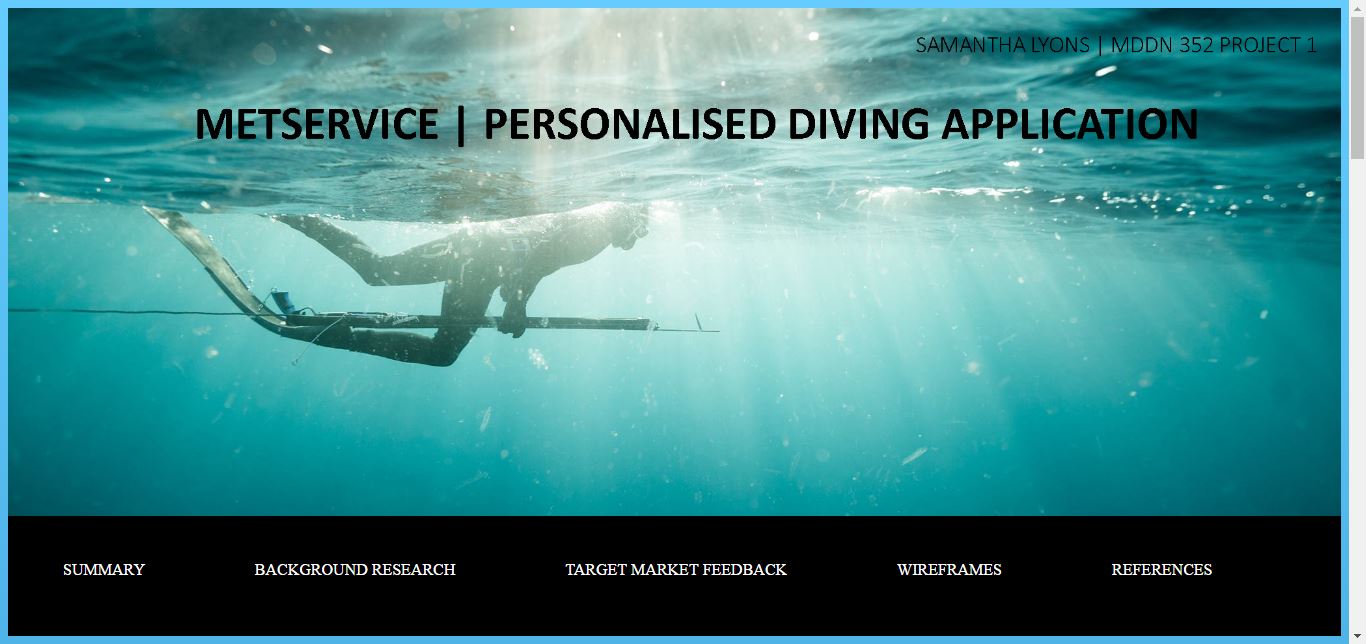 SAMANTHA LYONS | MDDN 352 PROJECT 1
METSERVICE | PERSONALISED DIVING APPLICATION
SUMMARY BACKGROUND RESEARCH TARGET MARKET FEEDBACK WIREFRAMES REFERENCES